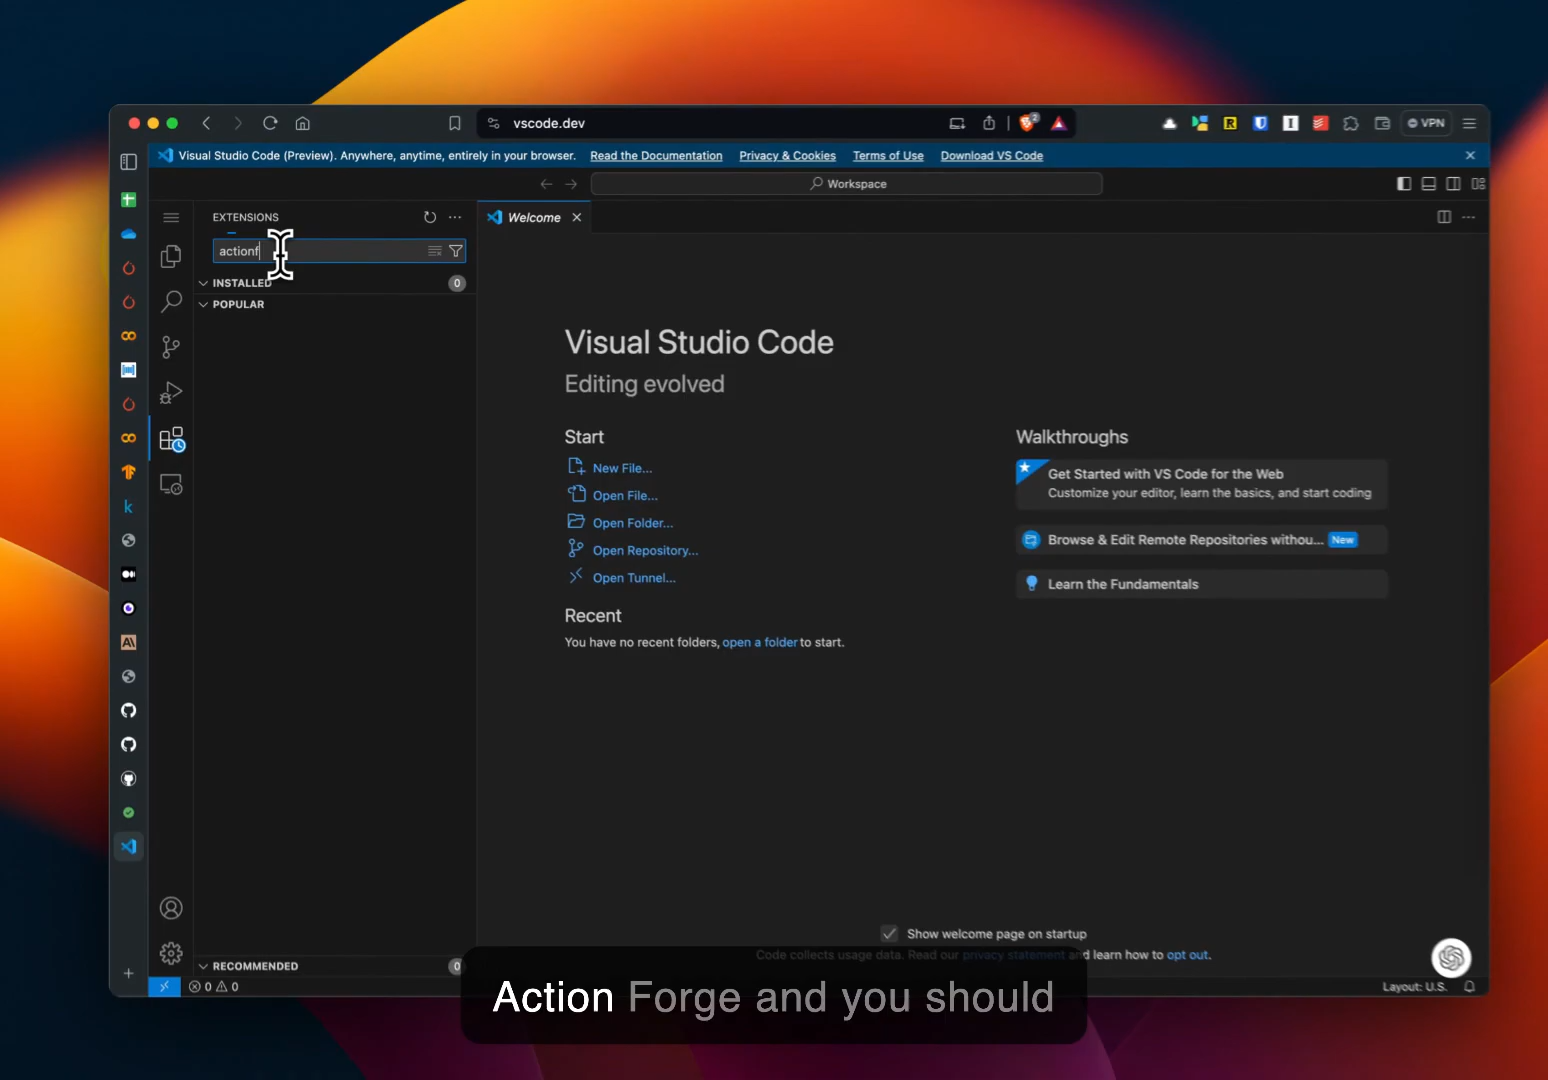 vscode.dev
2
VPN
Visual Studio Code (Preview). Anywhere, anytime, entirely in your browser. Read the Documentation Privacy & Cookies Terms of Use Download VS Code
Workspace
EXTENSIONS
Welcome
actionf
INSTALLED 0
POPULAR
Visual Studio Code
Editing evolved
Start
New File...
Open File...
Open Folder...
Open Repository...
Open Tunnel...
Recent
You have no recent folders, open a folder to start.
Walkthroughs
Get Started with VS Code for the Web
Customize your editor, learn the basics, and start coding
Browse & Edit Remote Repositories withou... New
Learn the Fundamentals
Show welcome page on startup
Code collects usage data. Read our privacy statement and learn how to opt out.
RECOMMENDED 0
0 0
Layout: U.S.
Action Forge and you should